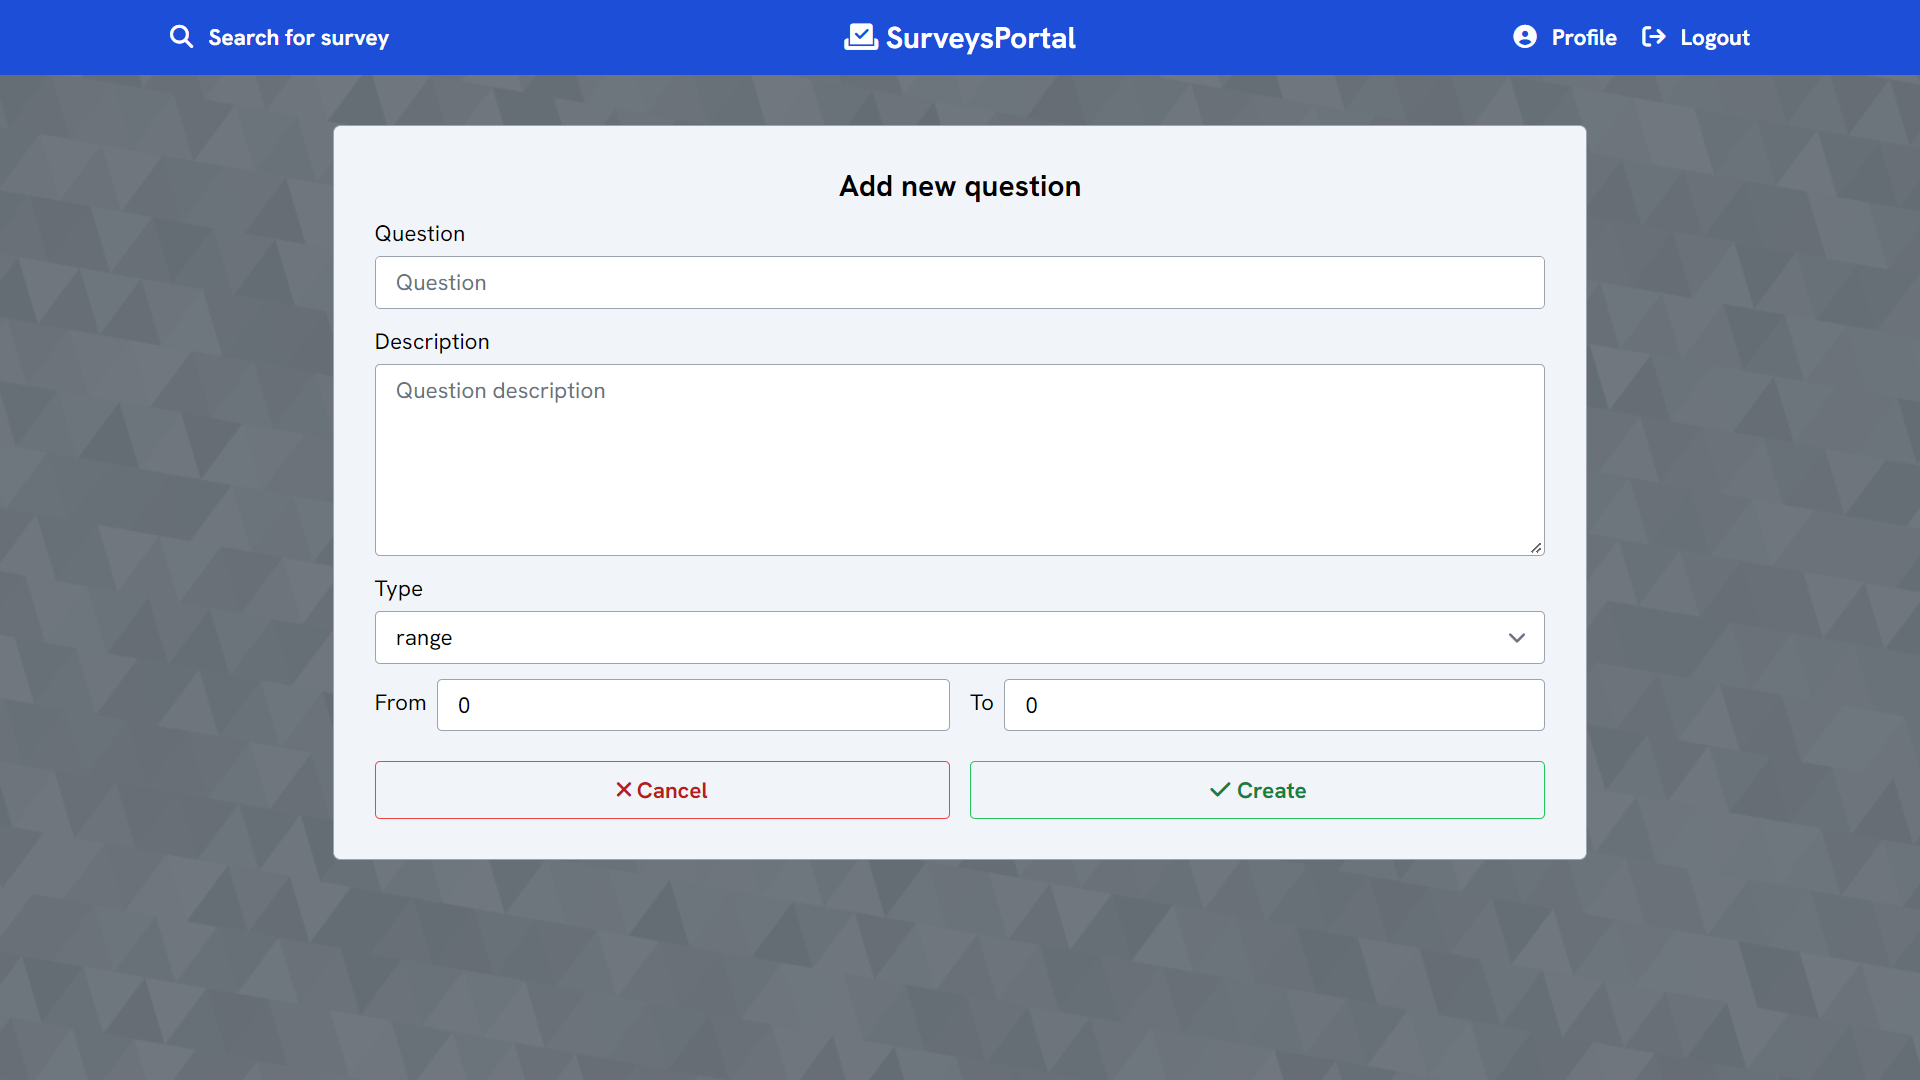 Search for survey
SurveysPortal
Profile
Logout
Add new question
Question
Question
Description
Question description
Type
range
From 0 To 0
Cancel
Create